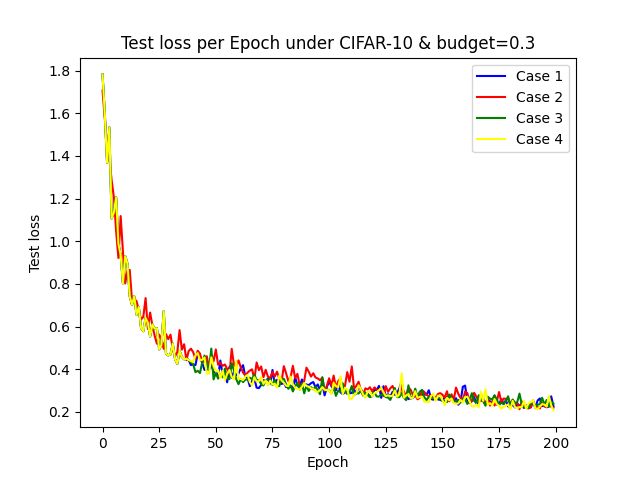 Test loss per Epoch under CIFAR-10 & budget=0.3
Test loss
1.8
1.6
1.4
1.2
1.0
0.8
0.6
0.4
0.2
Case 1
Case 2
Case 3
Case 4
0 25 50 75 100 125 150 175 200
Epoch